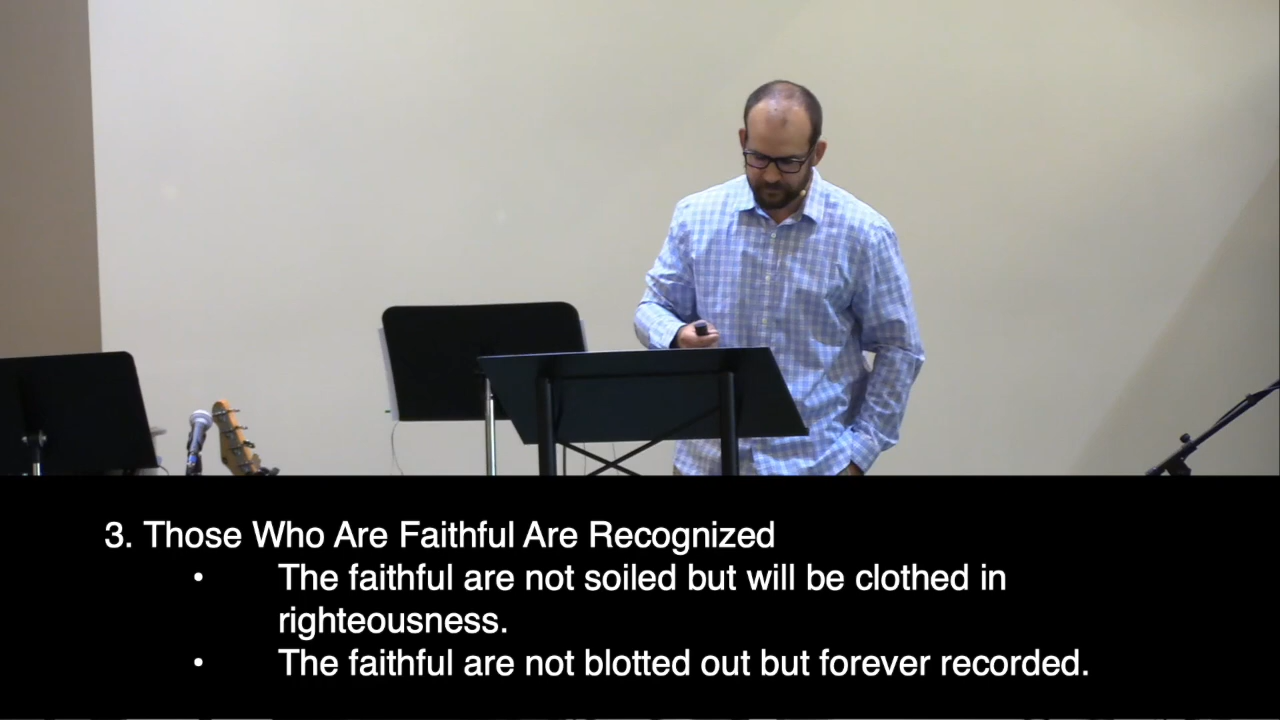 3. Those Who Are Faithful Are Recognized
• The faithful are not soiled but will be clothed in
righteousness.
• The faithful are not blotted out but forever recorded.